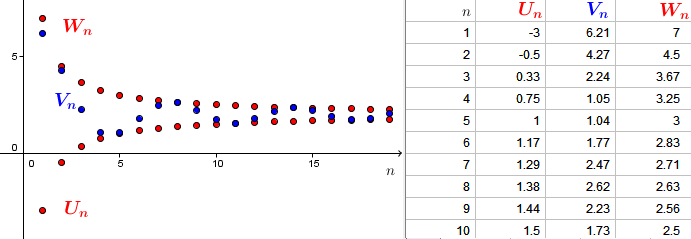 W_n
5
V_n
0
0 5 10 15
n
U_n
n U_n V_n W_n
1 -3 6.21 7
2 -0.5 4.27 4.5
3 0.33 2.24 3.67
4 0.75 1.05 3.25
5 1 1.04 3
6 1.17 1.77 2.83
7 1.29 2.47 2.71
8 1.38 2.62 2.63
9 1.44 2.23 2.56
10 1.5 1.73 2.5